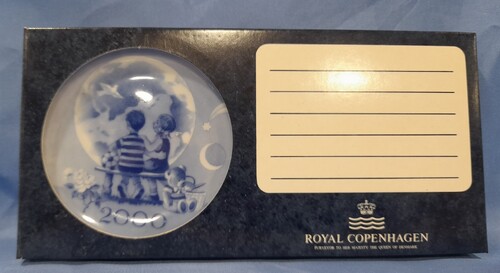 2000
ROYAL COPENHAGEN
PURVEYOR TO HER MAJESTY THE QUEEN OF DENMARK